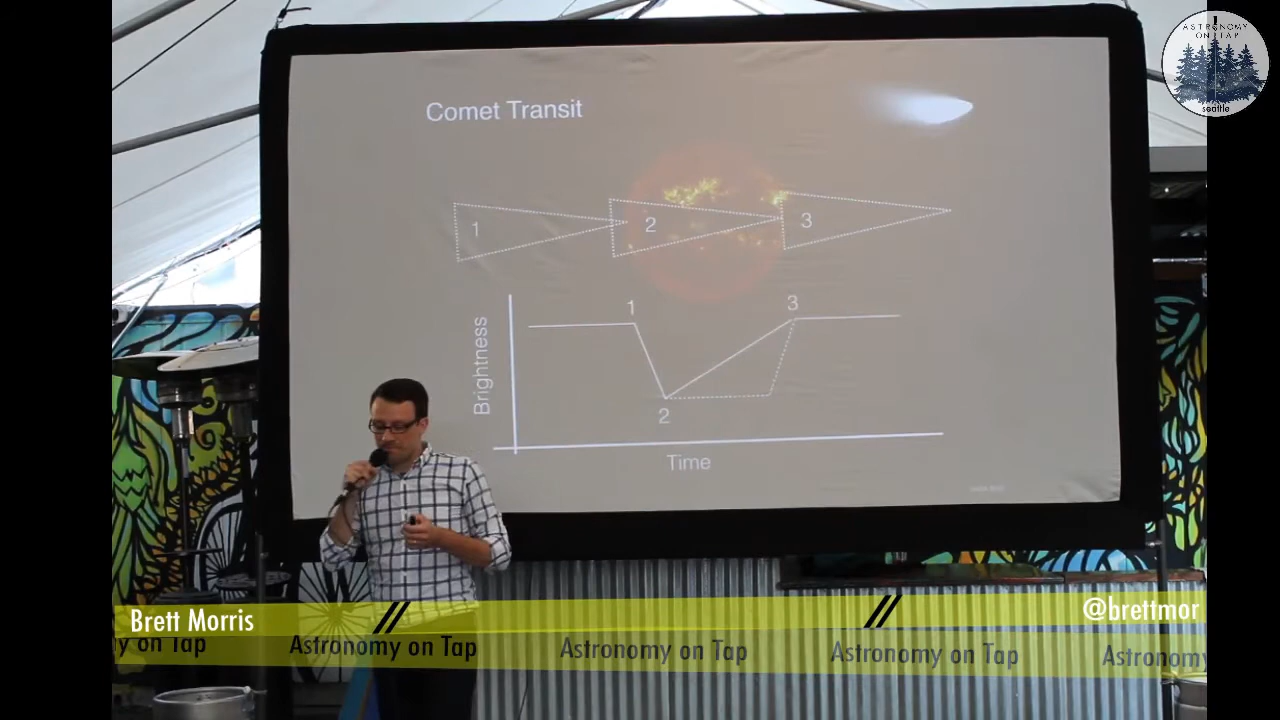 ASTRONOMY
ON TAP
seattle
Comet Transit
1
2
3
1
3
Brightness
2
Time
Brett Morris
@brettmor
y on Tap
Astronomy on Tap
Astronomy on Tap
Astronomy on Tap
Astronomy